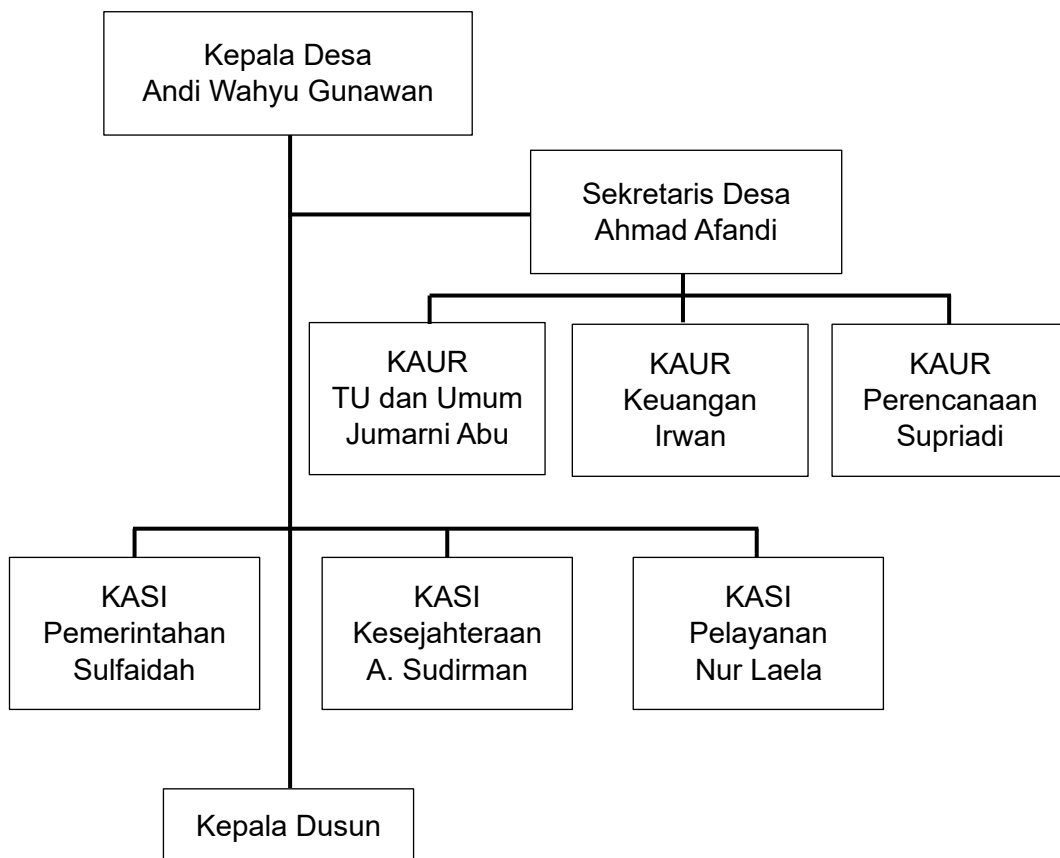 Kepala Desa
Andi Wahyu Gunawan
Sekretaris Desa
Ahmad Afandi
KAUR
TU dan Umum
Jumarni Abu
KAUR
Keuangan
Irwan
KAUR
Perencanaan
Supriadi
KASI
Pemerintahan
Sulfaidah
KASI
Kesejahteraan
A. Sudirman
KASI
Pelayanan
Nur Laela
Kepala Dusun